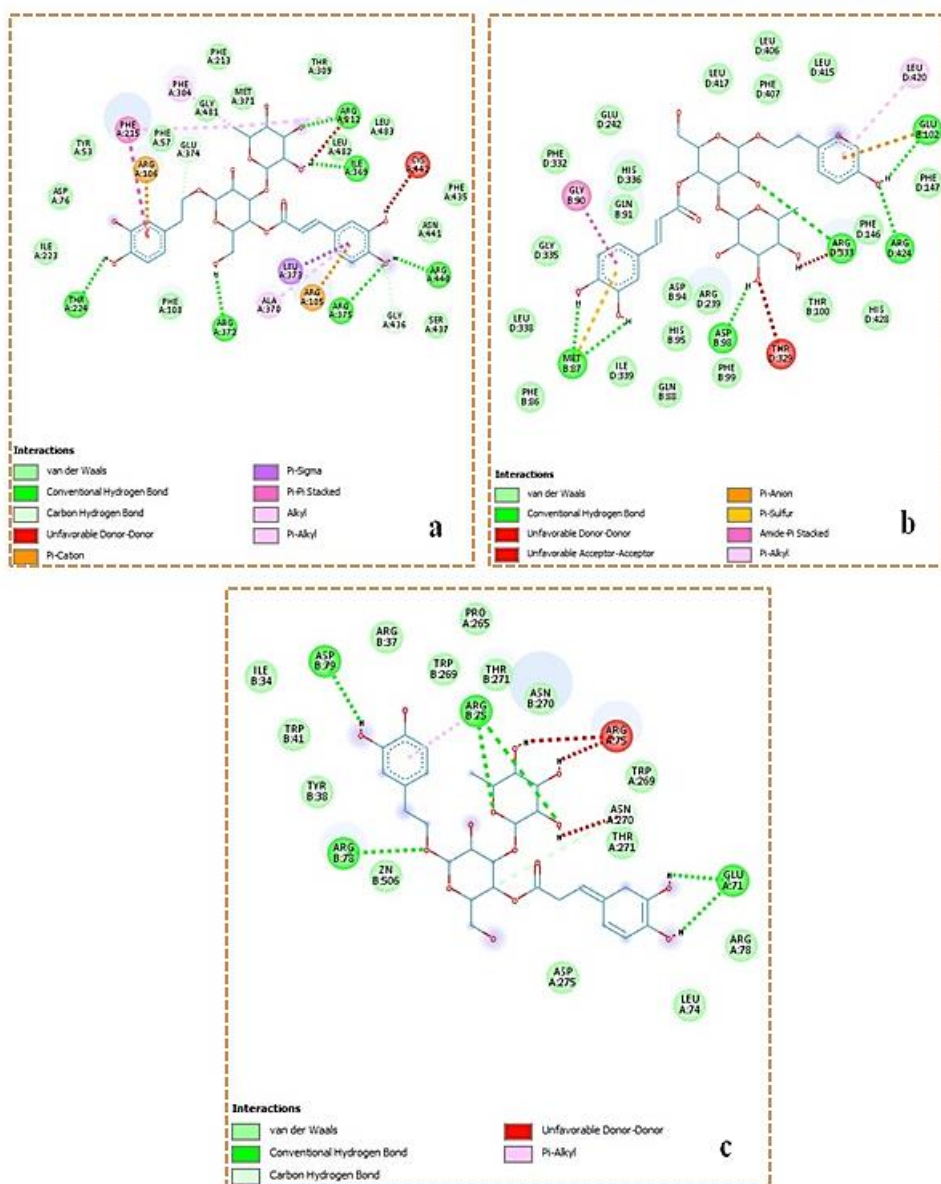 PHE
A:213
THR
A:309
PHE
A:304
GLY
A:481
MET
A:371
ARG
A:912
LEU
A:483
PHE
A:215
PHE
A:57
GLU
A:374
LEU
A:482
TYR
A:53
ILE
A:369
ARG
A:106
A:442
ASP
A:76
PHE
A:435
ASN
A:441
ILE
A:223
LEU
A:373
ARG
A:440
THR
A:224
PHE
A:103
ARG
A:372
ALA
A:370
ARG
A:105
ARG
A:375
GLY
A:436
SER
A:437
Interactions
van der Waals
Conventional Hydrogen Bond
Carbon Hydrogen Bond
Unfavorable Donor-Donor
Pi-Cation
Pi-Sigma
Pi-Pi Stacked
Alkyl
Pi-Alkyl
a
LEU
D:406
LEU
D:417
PHE
D:407
LEU
D:415
LEU
D:420
GLU
D:242
GLU
B:102
PHE
D:332
HIS
D:336
PHE
D:147
GLY
B:90
GLN
B:91
PHE
D:146
GLY
D:335
ARG
D:333
ARG
D:424
ASP
B:94
ARG
D:239
THR
B:100
HIS
D:428
LEU
D:338
HIS
B:95
ASP
B:98
THR
D:329
MET
B:87
ILE
D:339
PHE
B:99
PHE
B:86
GLN
B:88
Interactions
van der Waals
Conventional Hydrogen Bond
Unfavorable Donor-Donor
Unfavorable Acceptor-Acceptor
Pi-Anion
Pi-Sulfur
Amide-Pi Stacked
Pi-Alkyl
b
PRO
A:265
ARG
B:37
ASP
B:79
ILE
B:34
TRP
B:269
THR
B:271
ASN
B:270
ARG
B:75
TRP
B:41
ARG
A:75
TYR
B:38
TRP
A:269
ASN
A:270
THR
A:271
ARG
B:78
ZN
B:506
GLU
A:71
ARG
A:78
ASP
A:275
LEU
A:74
Interactions
van der Waals
Conventional Hydrogen Bond
Carbon Hydrogen Bond
Unfavorable Donor-Donor
Pi-Alkyl
c